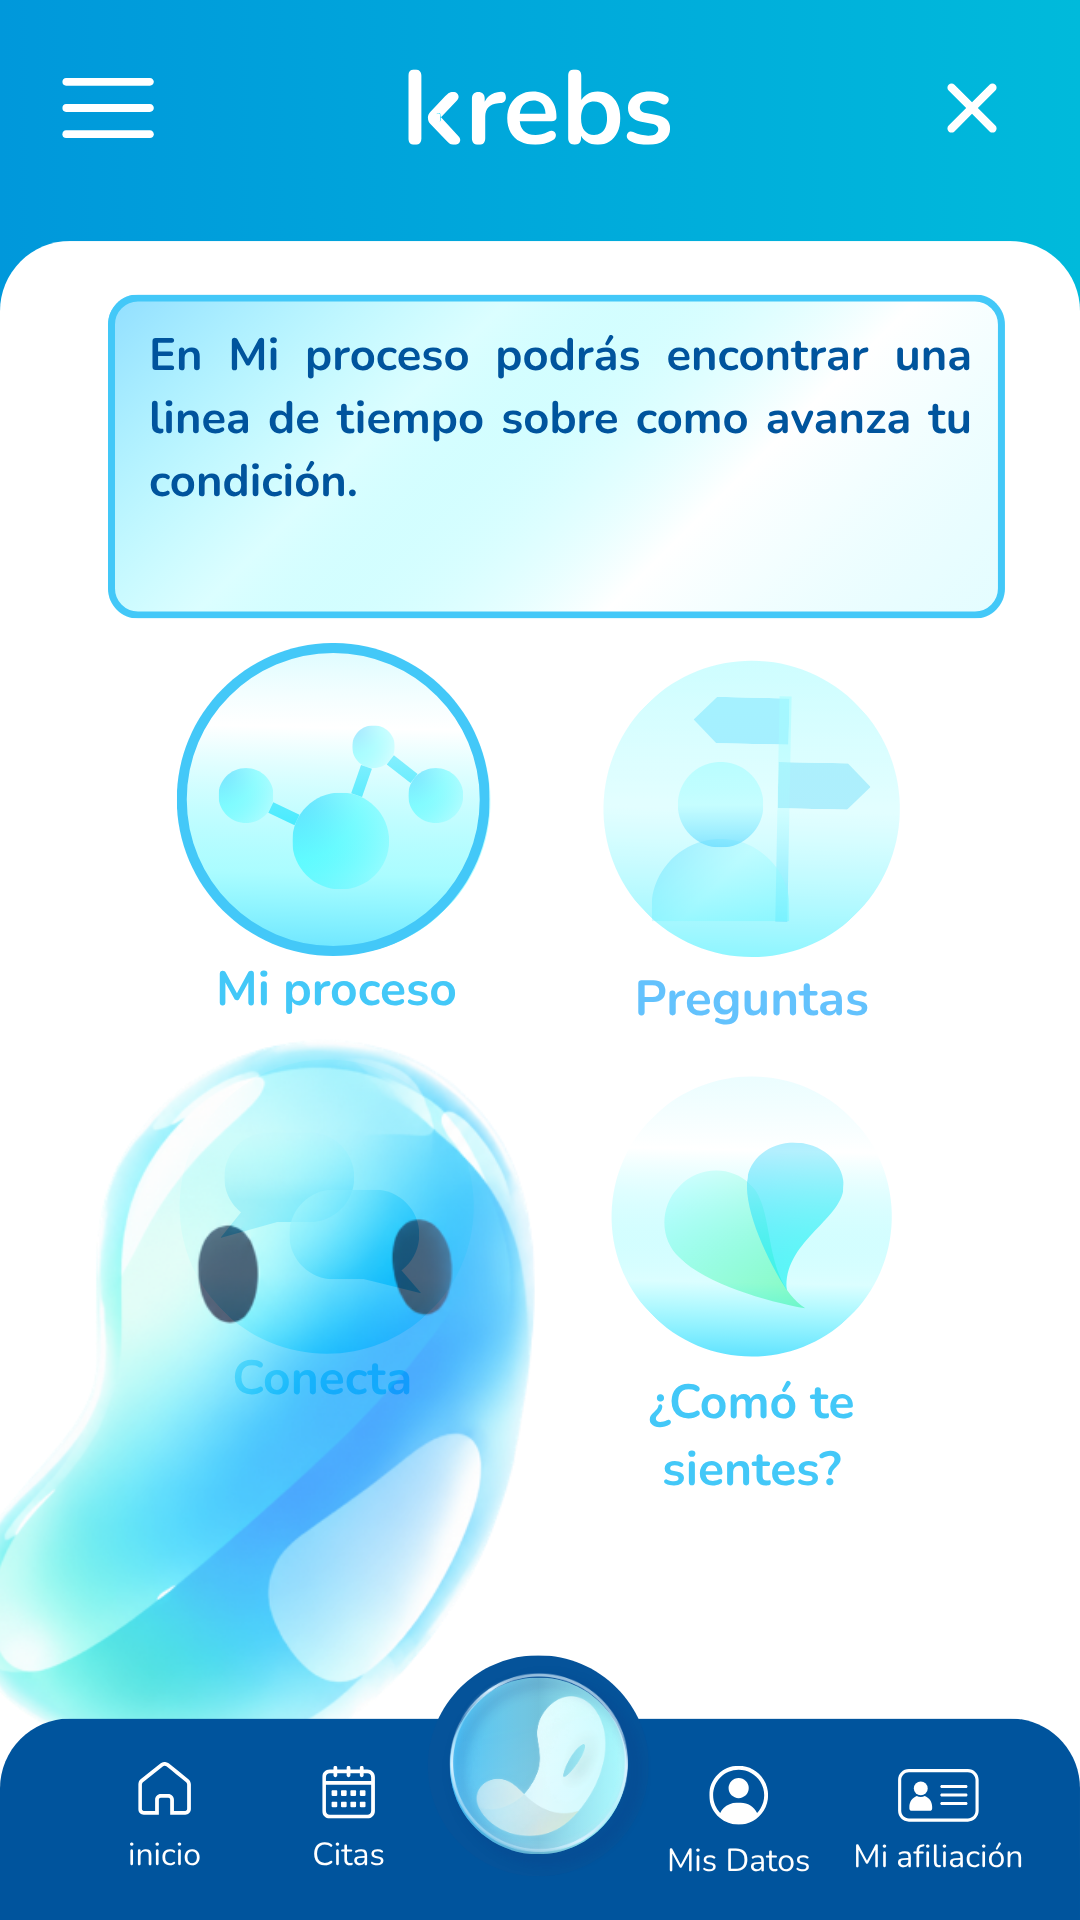 krebs
En Mi proceso podrás encontrar una
linea de tiempo sobre como avanza tu
condición.
Mi proceso
Preguntas
Conecta
¿Comó te
sientes?
inicio
Citas
Mis Datos
Mi afiliación